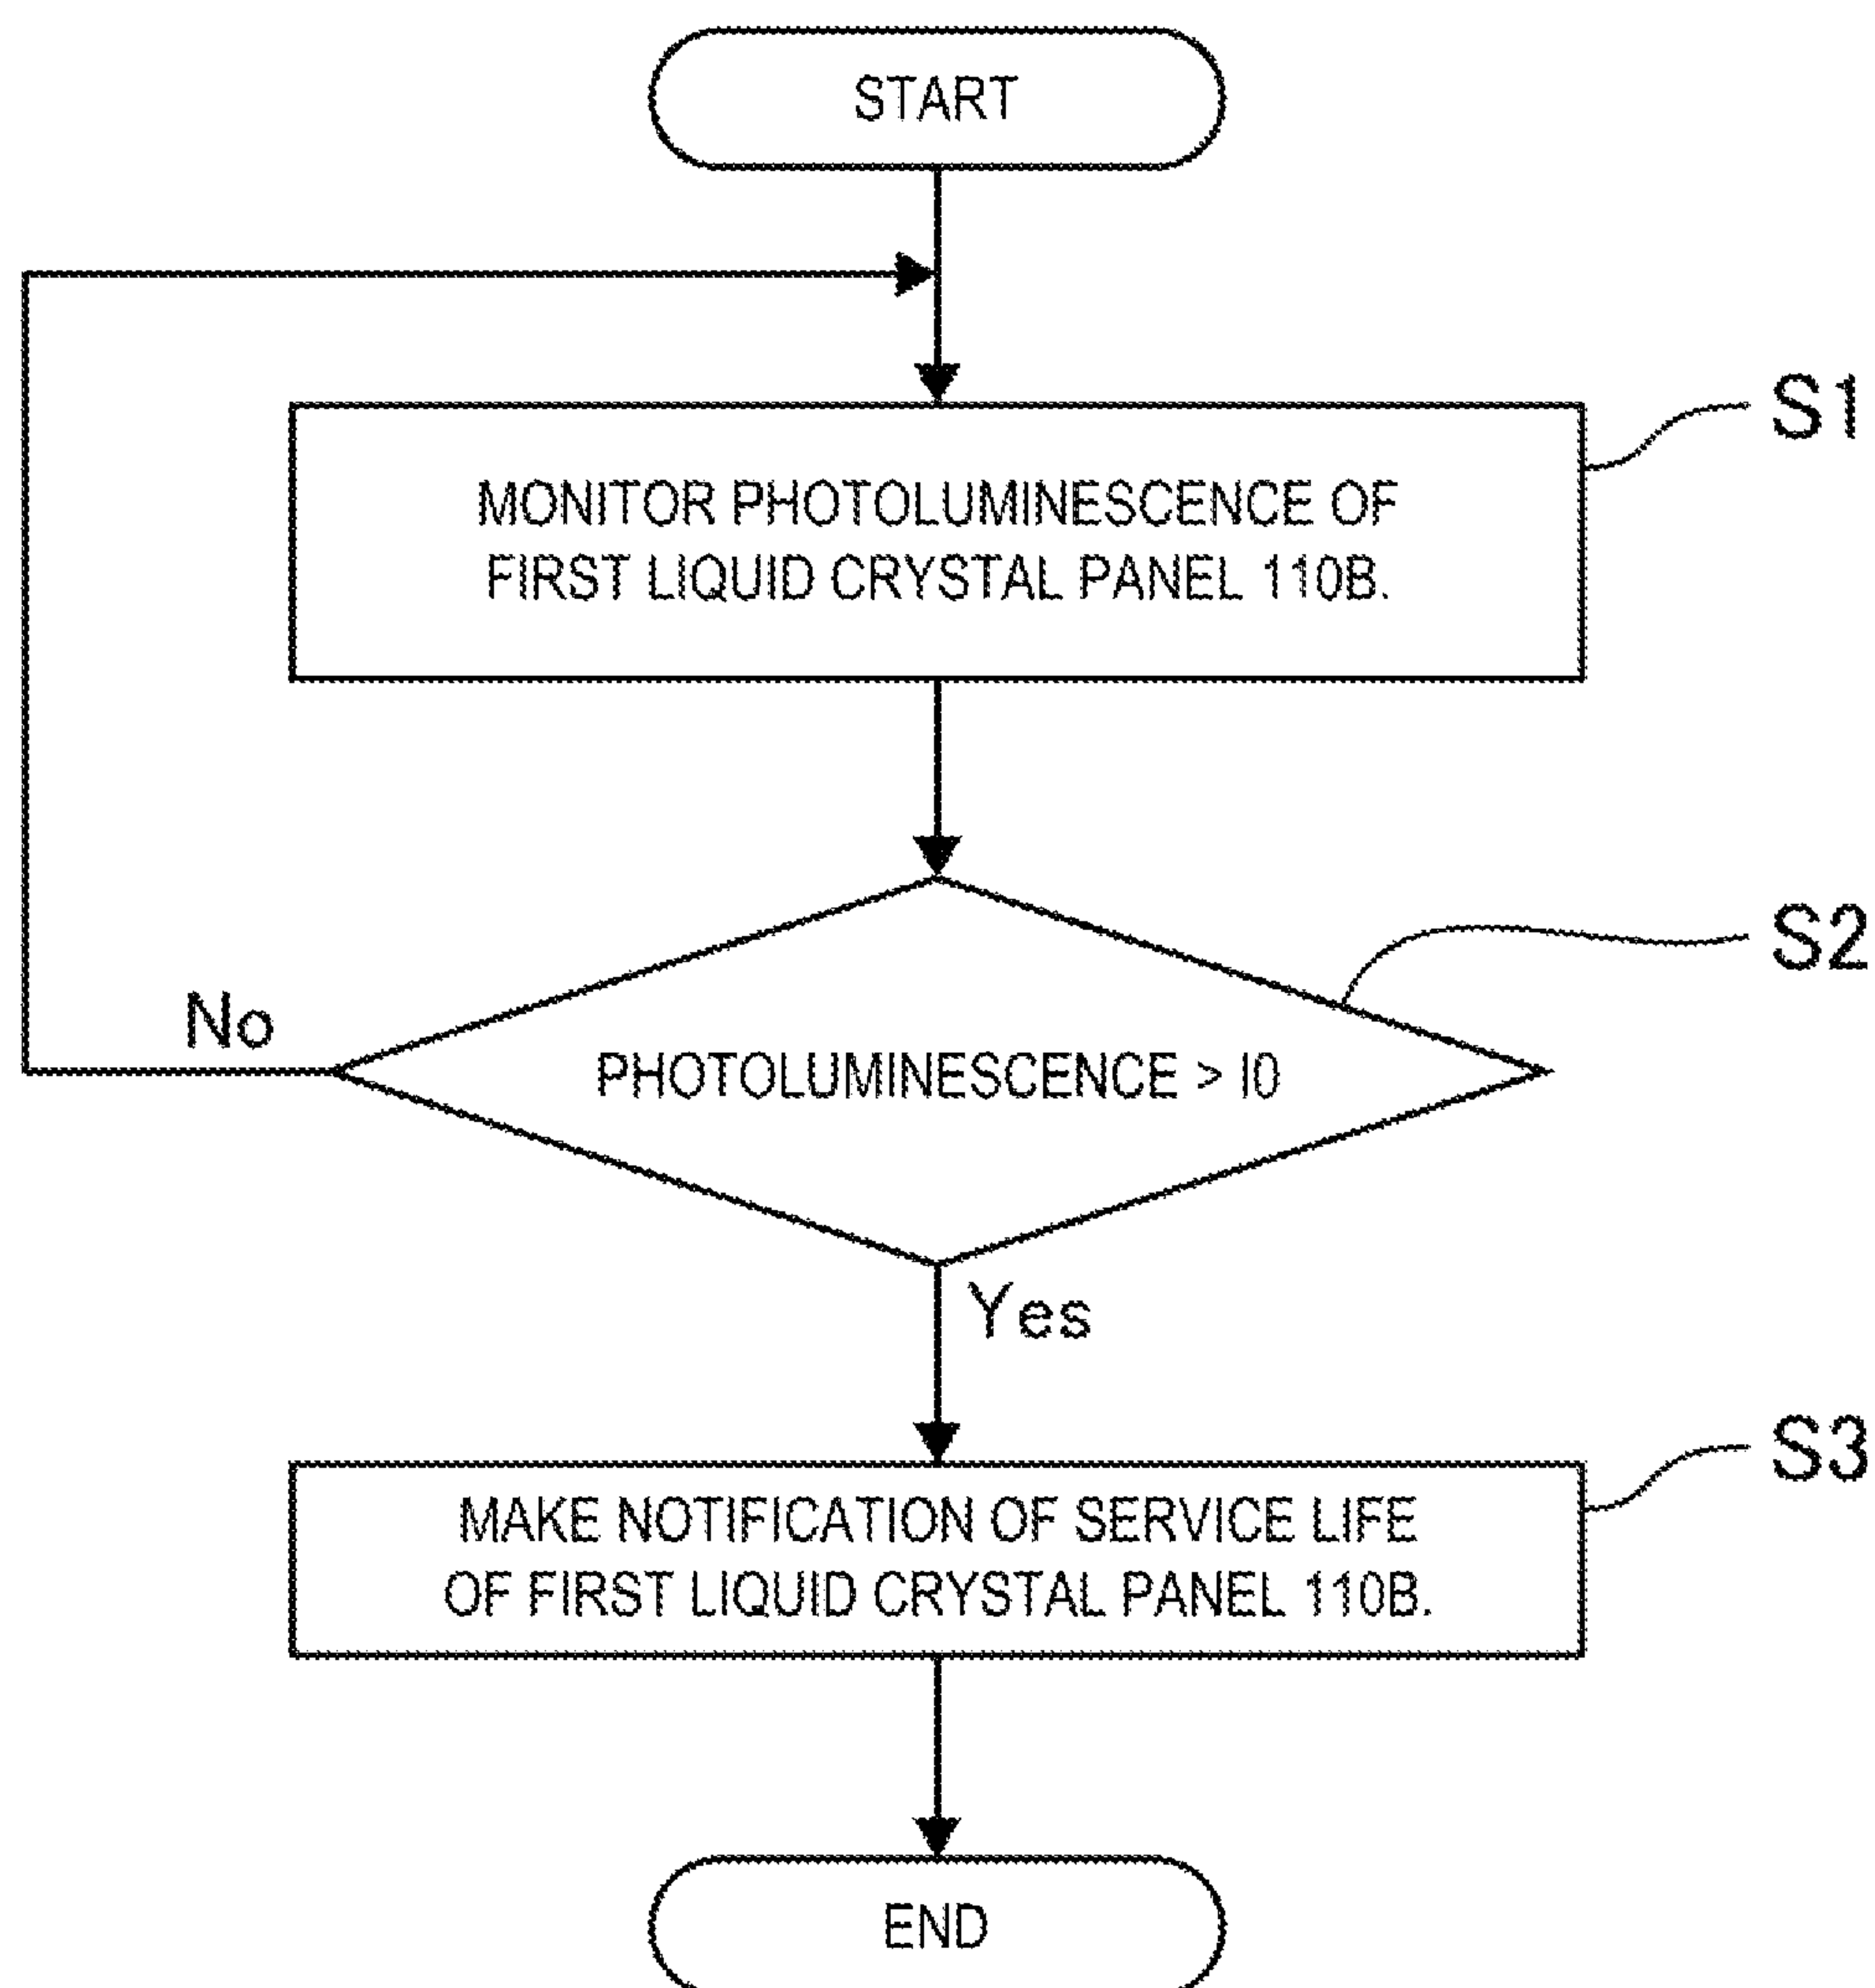 START
S1
MONITOR PHOTOLUMINESCENCE OF
FIRST LIQUID CRYSTAL PANEL 110B.
S2
No
PHOTOLUMINESCENCE > I0
Yes
S3
MAKE NOTIFICATION OF SERVICE LIFE
OF FIRST LIQUID CRYSTAL PANEL 110B.
END